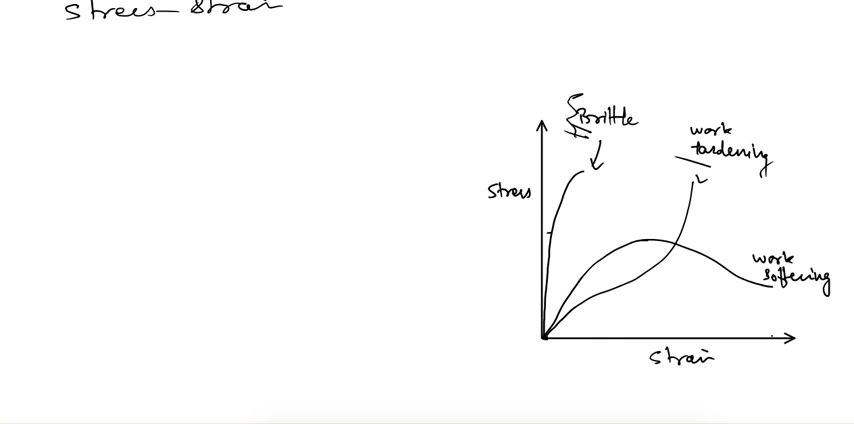 Stress - Strain
Brittle
work
hardening
Stress
work
softening
Strain